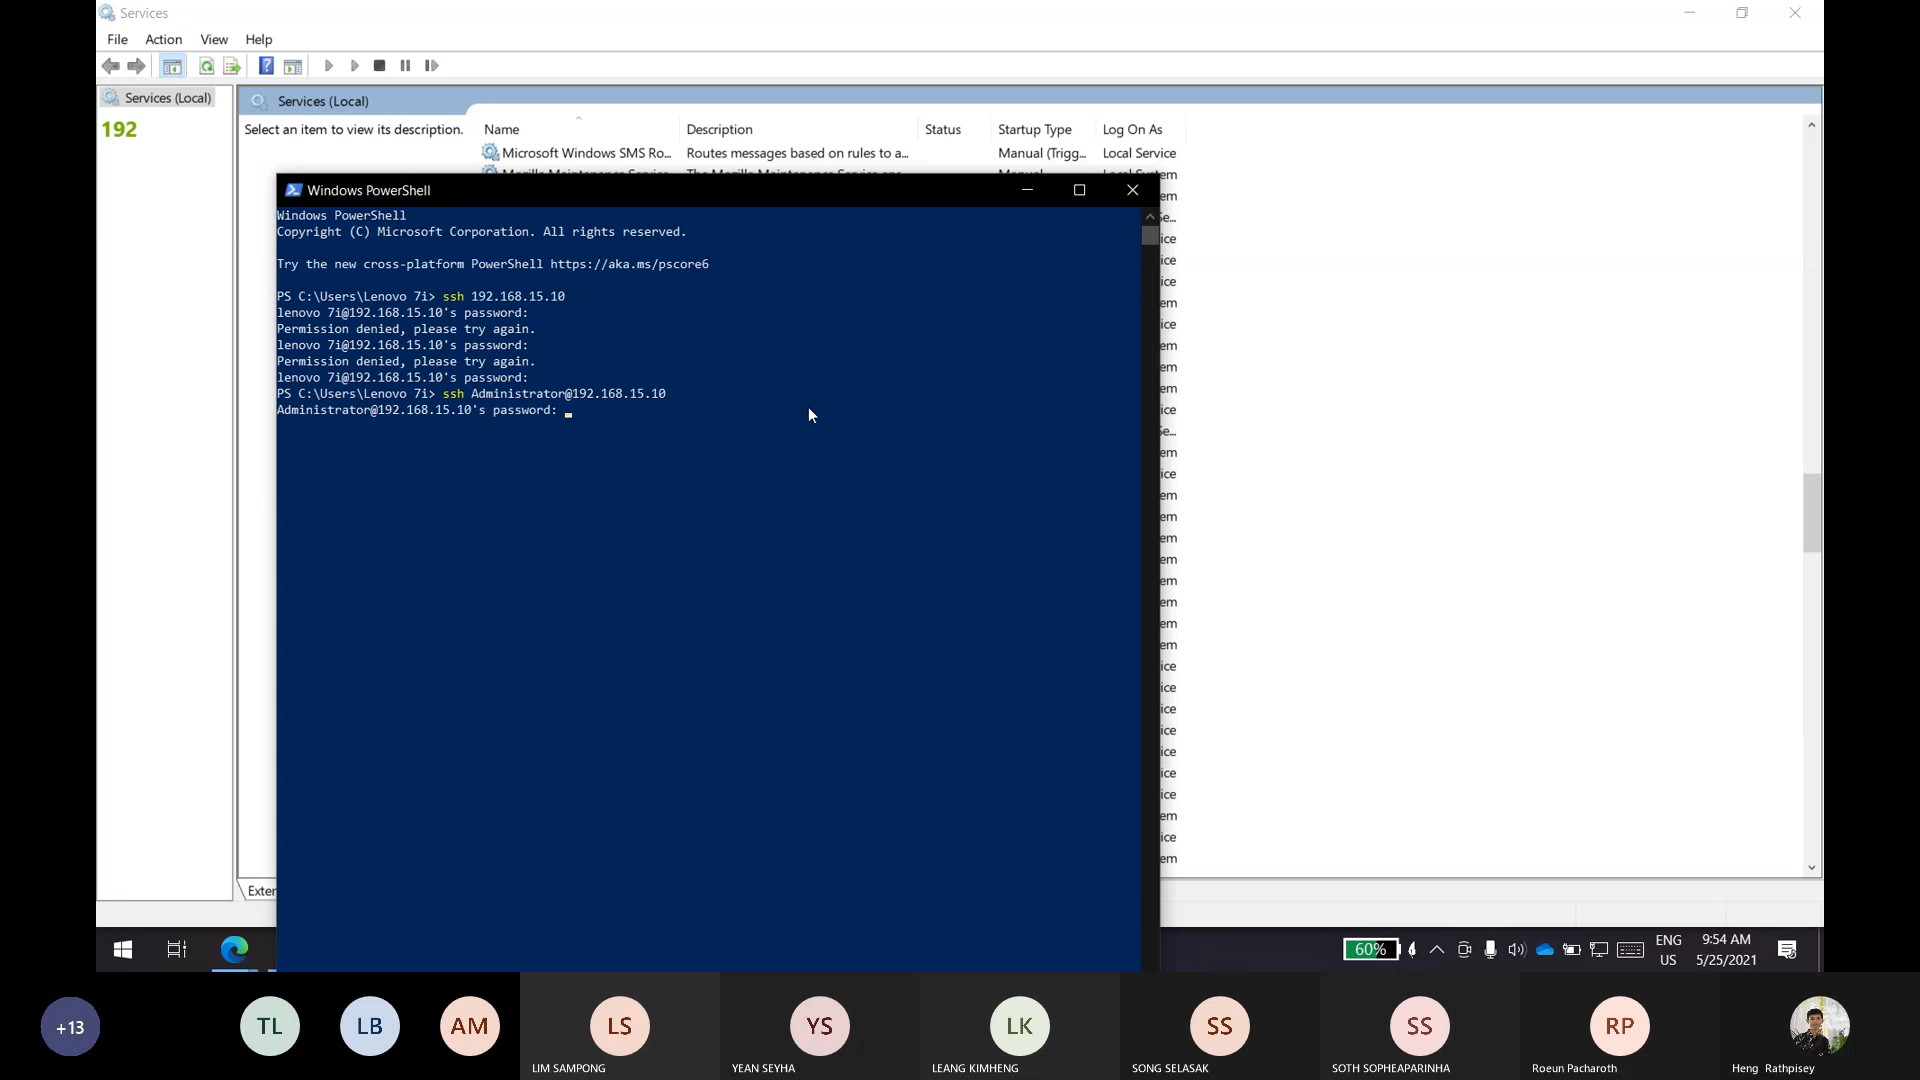 Services
File Action View Help
Services (Local)
192
Services (Local)
Select an item to view its description.
Name Description Status Startup Type Log On As
Microsoft Windows SMS Ro... Routes messages based on rules to a... Manual (Trigg... Local Service
Windows PowerShell
Windows PowerShell
Copyright (C) Microsoft Corporation. All rights reserved.
Try the new cross-platform PowerShell https://aka.ms/pscore6
PS C:\Users\Lenovo 7i> ssh 192.168.15.10
lenovo 7i@192.168.15.10's password:
Permission denied, please try again.
lenovo 7i@192.168.15.10's password:
Permission denied, please try again.
lenovo 7i@192.168.15.10's password:
PS C:\Users\Lenovo 7i> ssh Administrator@192.168.15.10
Administrator@192.168.15.10's password:
60%
ENG
US
9:54 AM
5/25/2021
+13
TL LB AM LS YS LK SS SS RP
LIM SAMPONG YEAN SEYHA LEANG KIMHENG SONG SELASAK SOTH SOPHEAPARINHA Roeun Pacharoth Heng Rathpisey